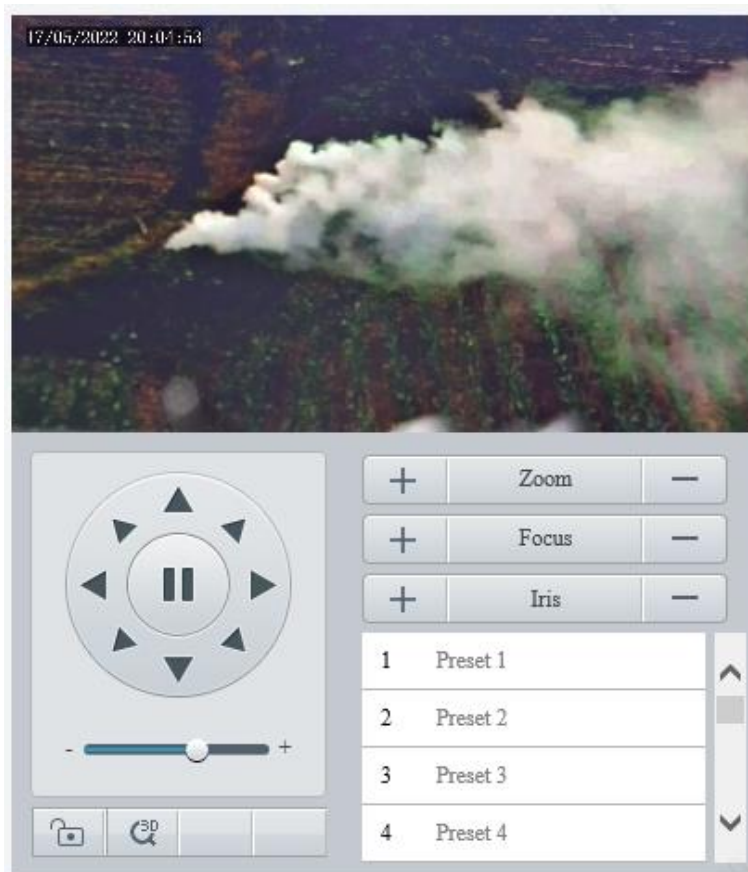 17/05/2022 20:04:53
+ Zoom —
+ Focus —
+ Iris —
1 Preset 1
2 Preset 2
- +
3 Preset 3
3D
4 Preset 4